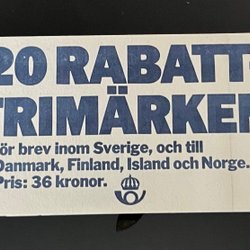 20 RABATT-
FRIMÄRKEN
för brev inom Sverige, och till
Danmark, Finland, Island och Norge.
Pris: 36 kronor.